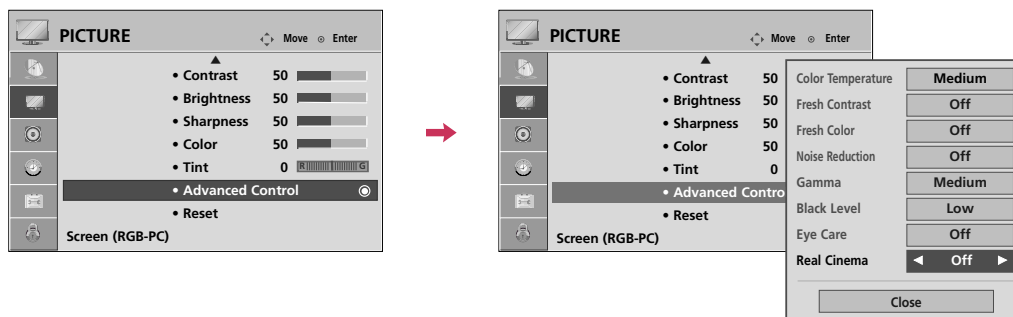 PICTURE
Move Enter
• Contrast 50
• Brightness 50
• Sharpness 50
• Color 50
• Tint 0 R G
• Advanced Control
• Reset
Screen (RGB-PC)
PICTURE
Move Enter
• Contrast 50
• Brightness 50
• Sharpness 50
• Color 50
• Tint 0
• Advanced Contro
• Reset
Screen (RGB-PC)
Color Temperature Medium
Fresh Contrast Off
Fresh Color Off
Noise Reduction Off
Gamma Medium
Black Level Low
Eye Care Off
Real Cinema ◄ Off ►
Close